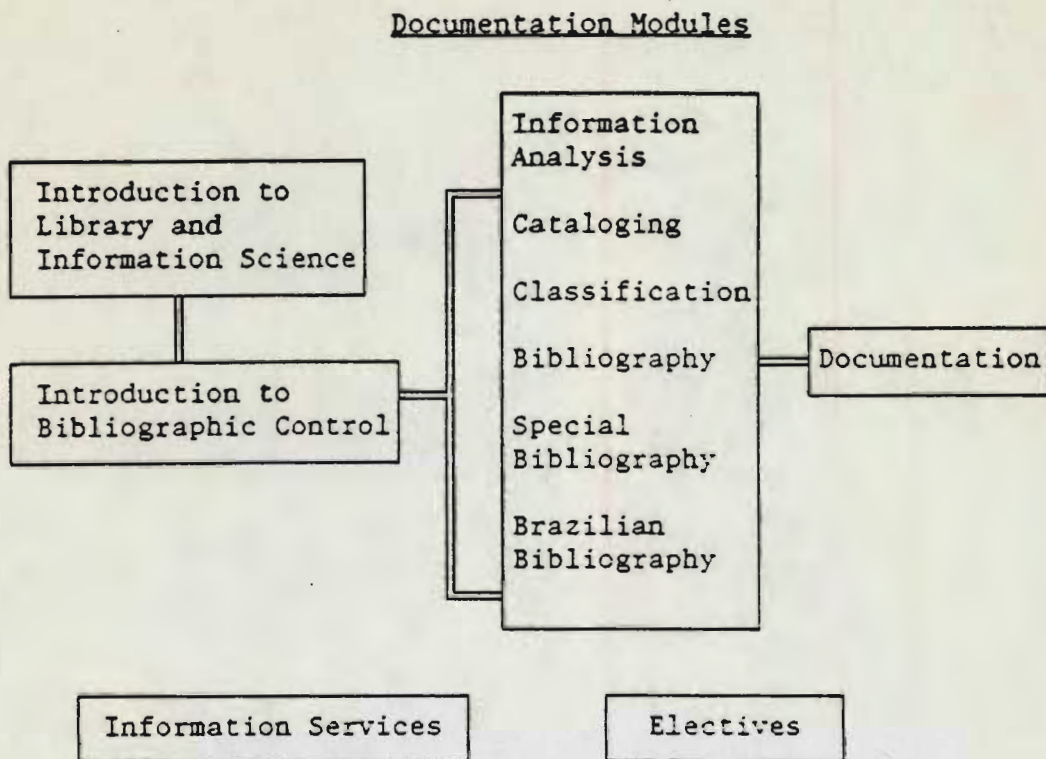 Documentation Modules
Introduction to
Library and
Information Science
Introduction to
Bibliographic Control
Information
Analysis
Cataloging
Classification
Bibliography
Special
Bibliography
Brazilian
Bibliography
Documentation
Information Services
Electives